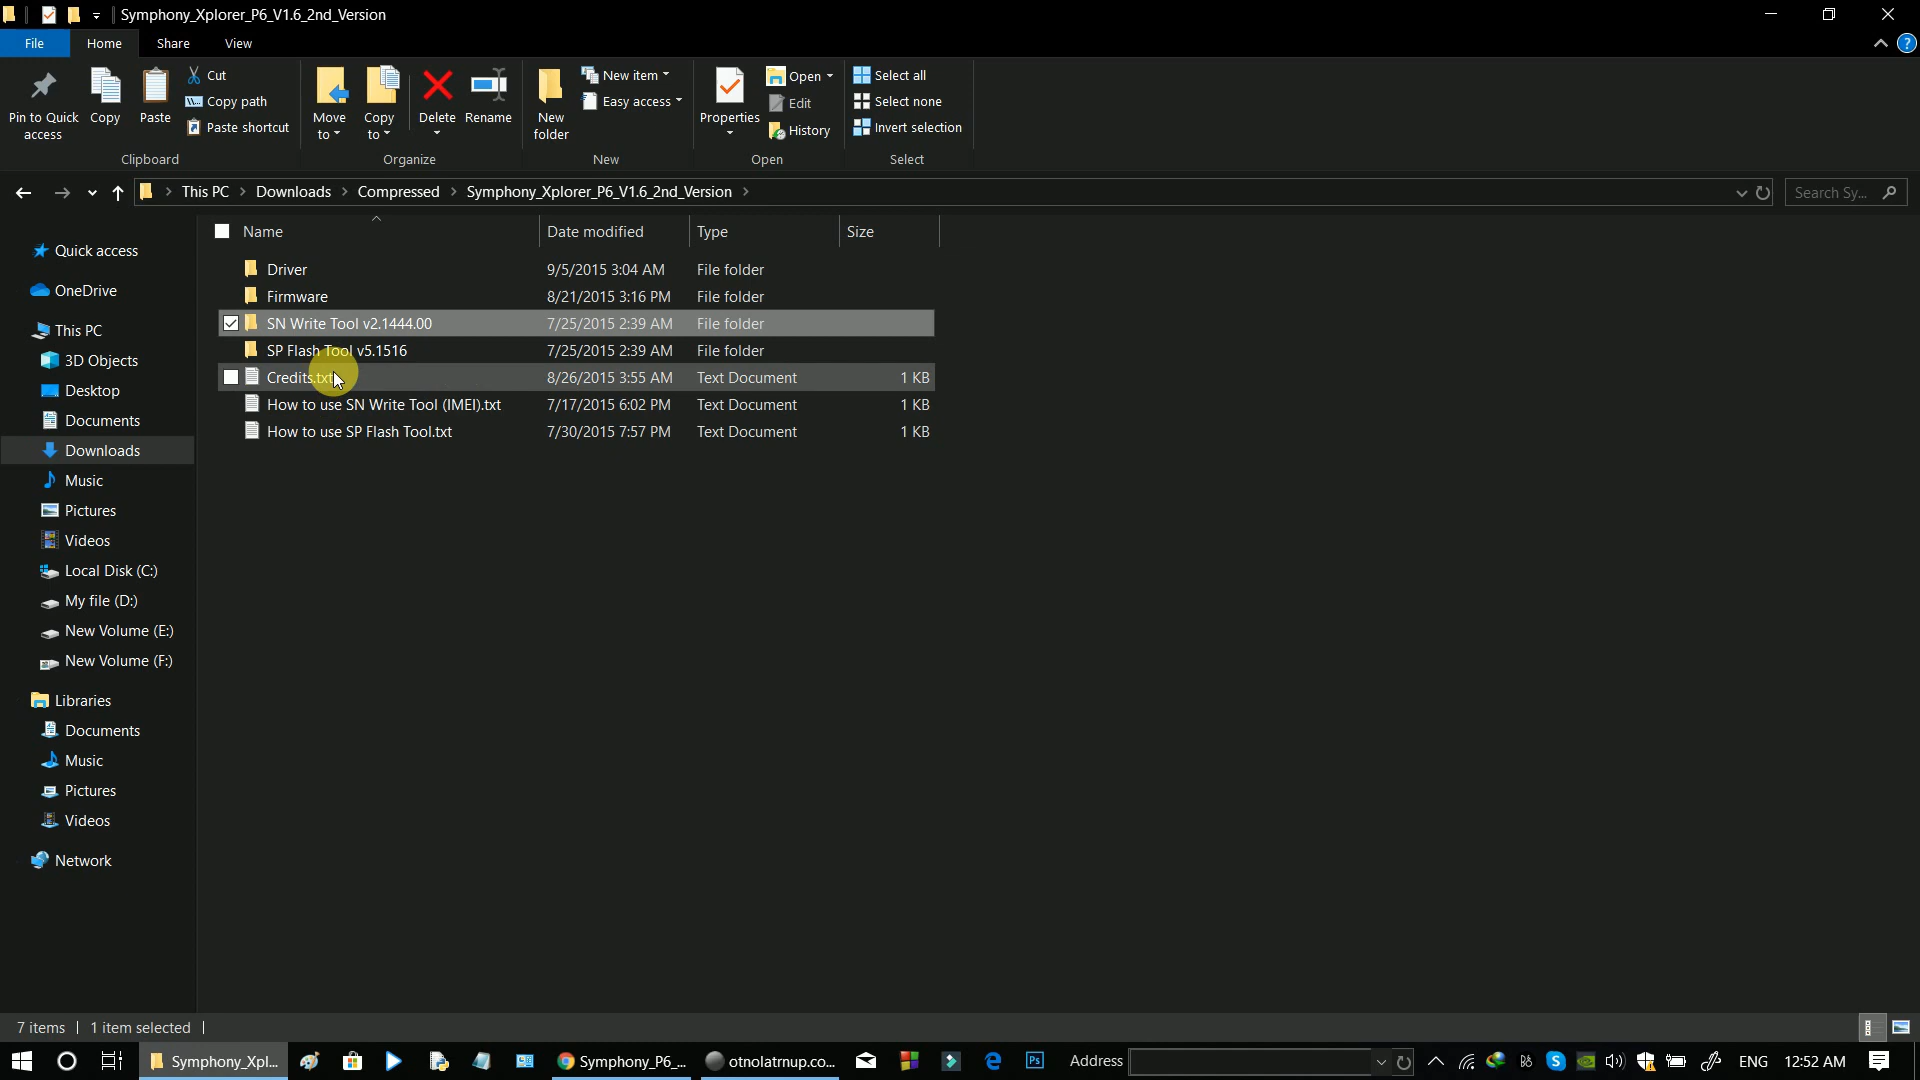 Symphony_Xplorer_P6_V1.6_2nd_Version
File Home Share View
Pin to Quick access
Copy
Paste
Cut
Copy path
Paste shortcut
Clipboard
Move to
Copy to
Delete
Rename
Organize
New folder
New item
Easy access
New
Properties
Open
Edit
History
Open
Select all
Select none
Invert selection
Select
This PC > Downloads > Compressed > Symphony_Xplorer_P6_V1.6_2nd_Version >
Search Sy...
Name Date modified Type Size
Driver 9/5/2015 3:04 AM File folder
Firmware 8/21/2015 3:16 PM File folder
SN Write Tool v2.1444.00 7/25/2015 2:39 AM File folder
SP Flash Tool v5.1516 7/25/2015 2:39 AM File folder
Credits.txt 8/26/2015 3:55 AM Text Document 1 KB
How to use SN Write Tool (IMEI).txt 7/17/2015 6:02 PM Text Document 1 KB
How to use SP Flash Tool.txt 7/30/2015 7:57 PM Text Document 1 KB
Quick access
OneDrive
This PC
3D Objects
Desktop
Documents
Downloads
Music
Pictures
Videos
Local Disk (C:)
My file (D:)
New Volume (E:)
New Volume (F:)
Libraries
Documents
Music
Pictures
Videos
Network
7 items 1 item selected
Symphony_Xpl... Symphony_P6_... otnolatrnup.co... Ps Address ENG 12:52 AM